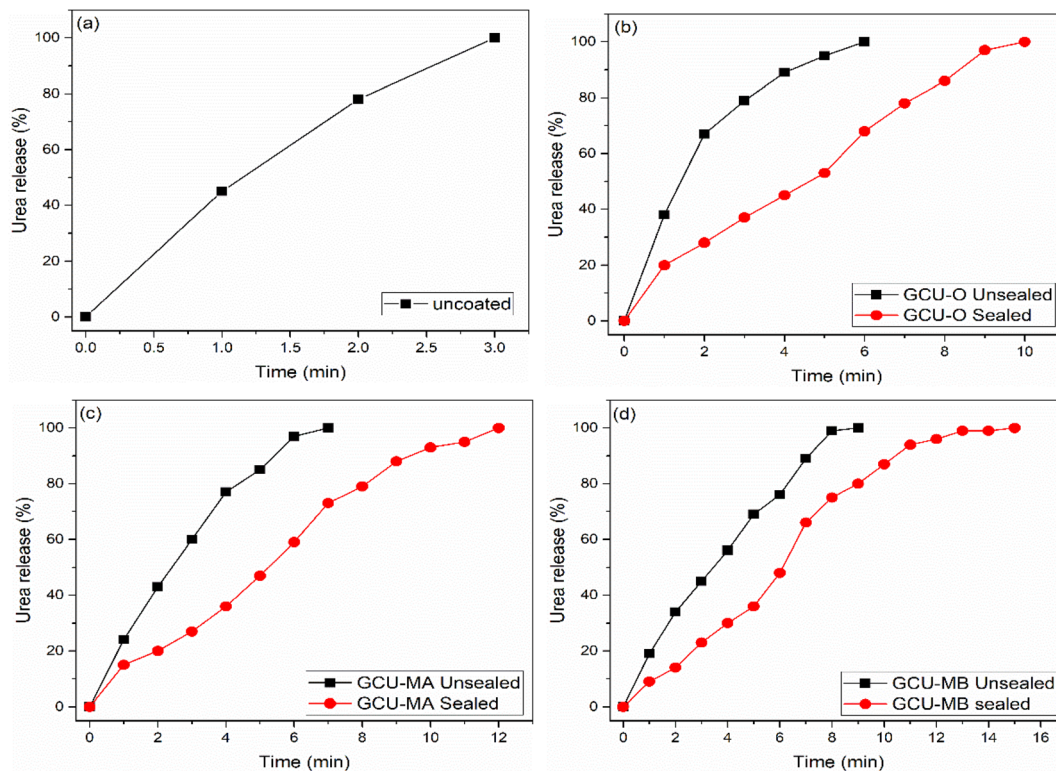 (a)
Urea release (%)
100
80
60
40
20
0
uncoated
0.0 0.5 1.0 1.5 2.0 2.5 3.0
Time (min)
(b)
Urea release (%)
100
80
60
40
20
0
GCU-O Unsealed
GCU-O Sealed
0 2 4 6 8 10
Time (min)
(c)
Urea release (%)
100
80
60
40
20
0
GCU-MA Unsealed
GCU-MA Sealed
0 2 4 6 8 10 12
Time (min)
(d)
Urea release (%)
100
80
60
40
20
0
GCU-MB Unsealed
GCU-MB sealed
0 2 4 6 8 10 12 14 16
Time (min)